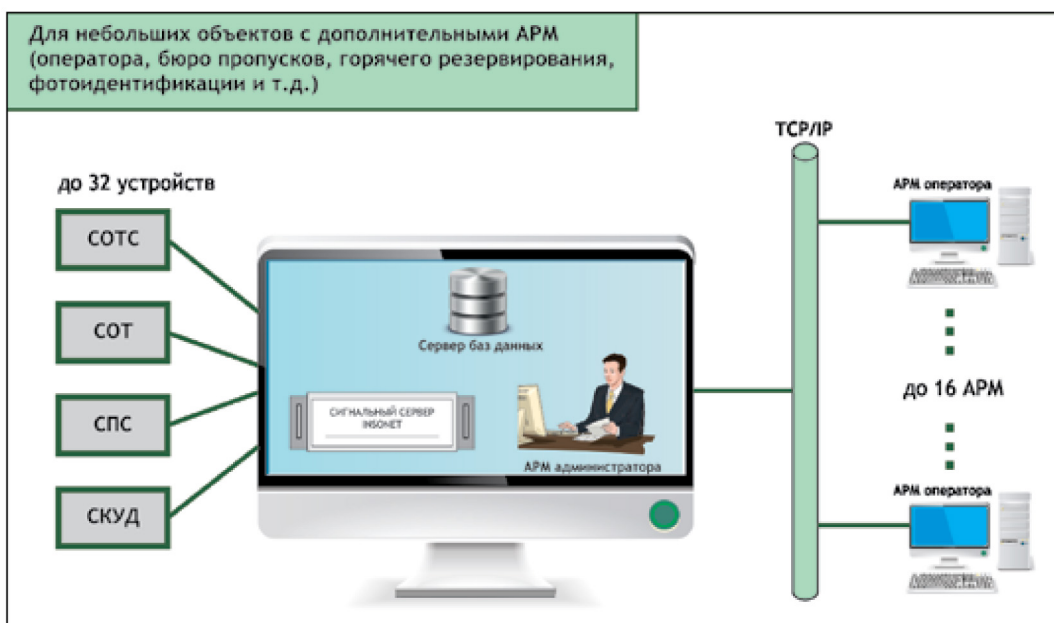 Для небольших объектов с дополнительными АРМ
(оператора, бюро пропусков, горячего резервирования,
фотоидентификации и т.д.)
TCP/IP
до 32 устройств
СОТС
СОТ
СПС
СКУД
Сервер баз данных
СИГНАЛЬНЫЙ СЕРВЕР
INSONET
АРМ администратора
АРМ оператора
до 16 АРМ
АРМ оператора